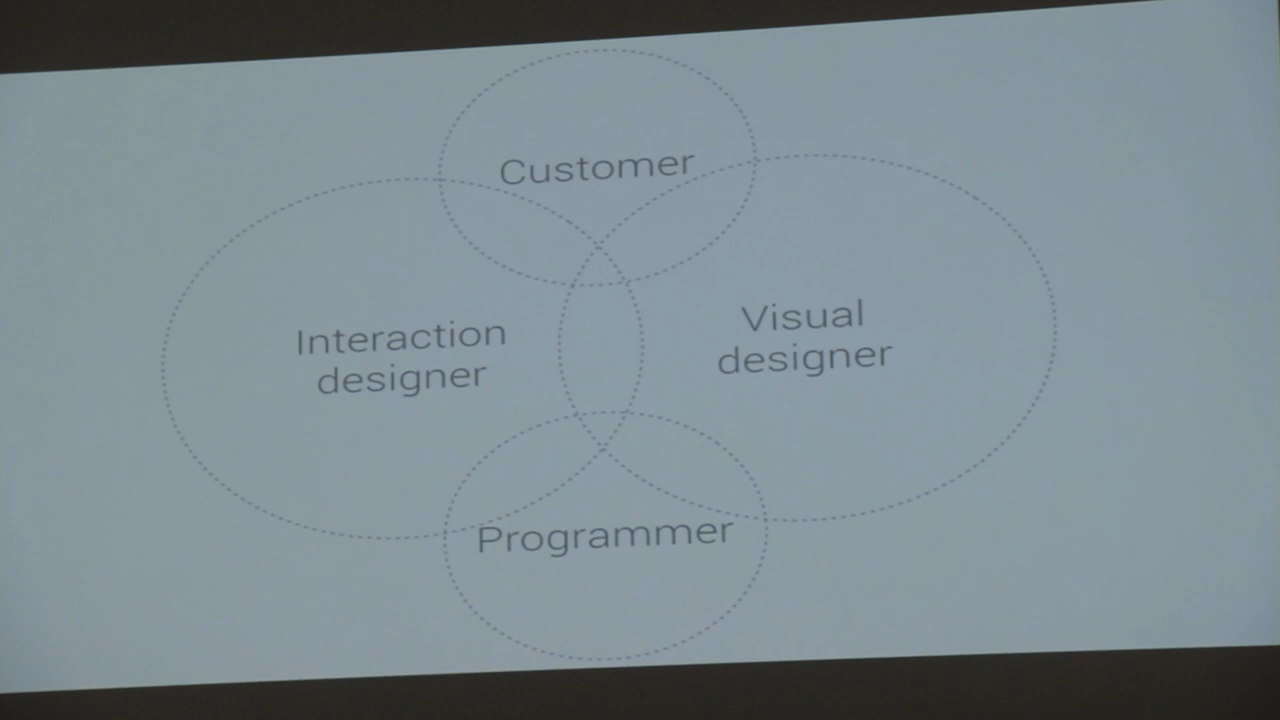 Customer
Interaction
designer
Visual
designer
Programmer